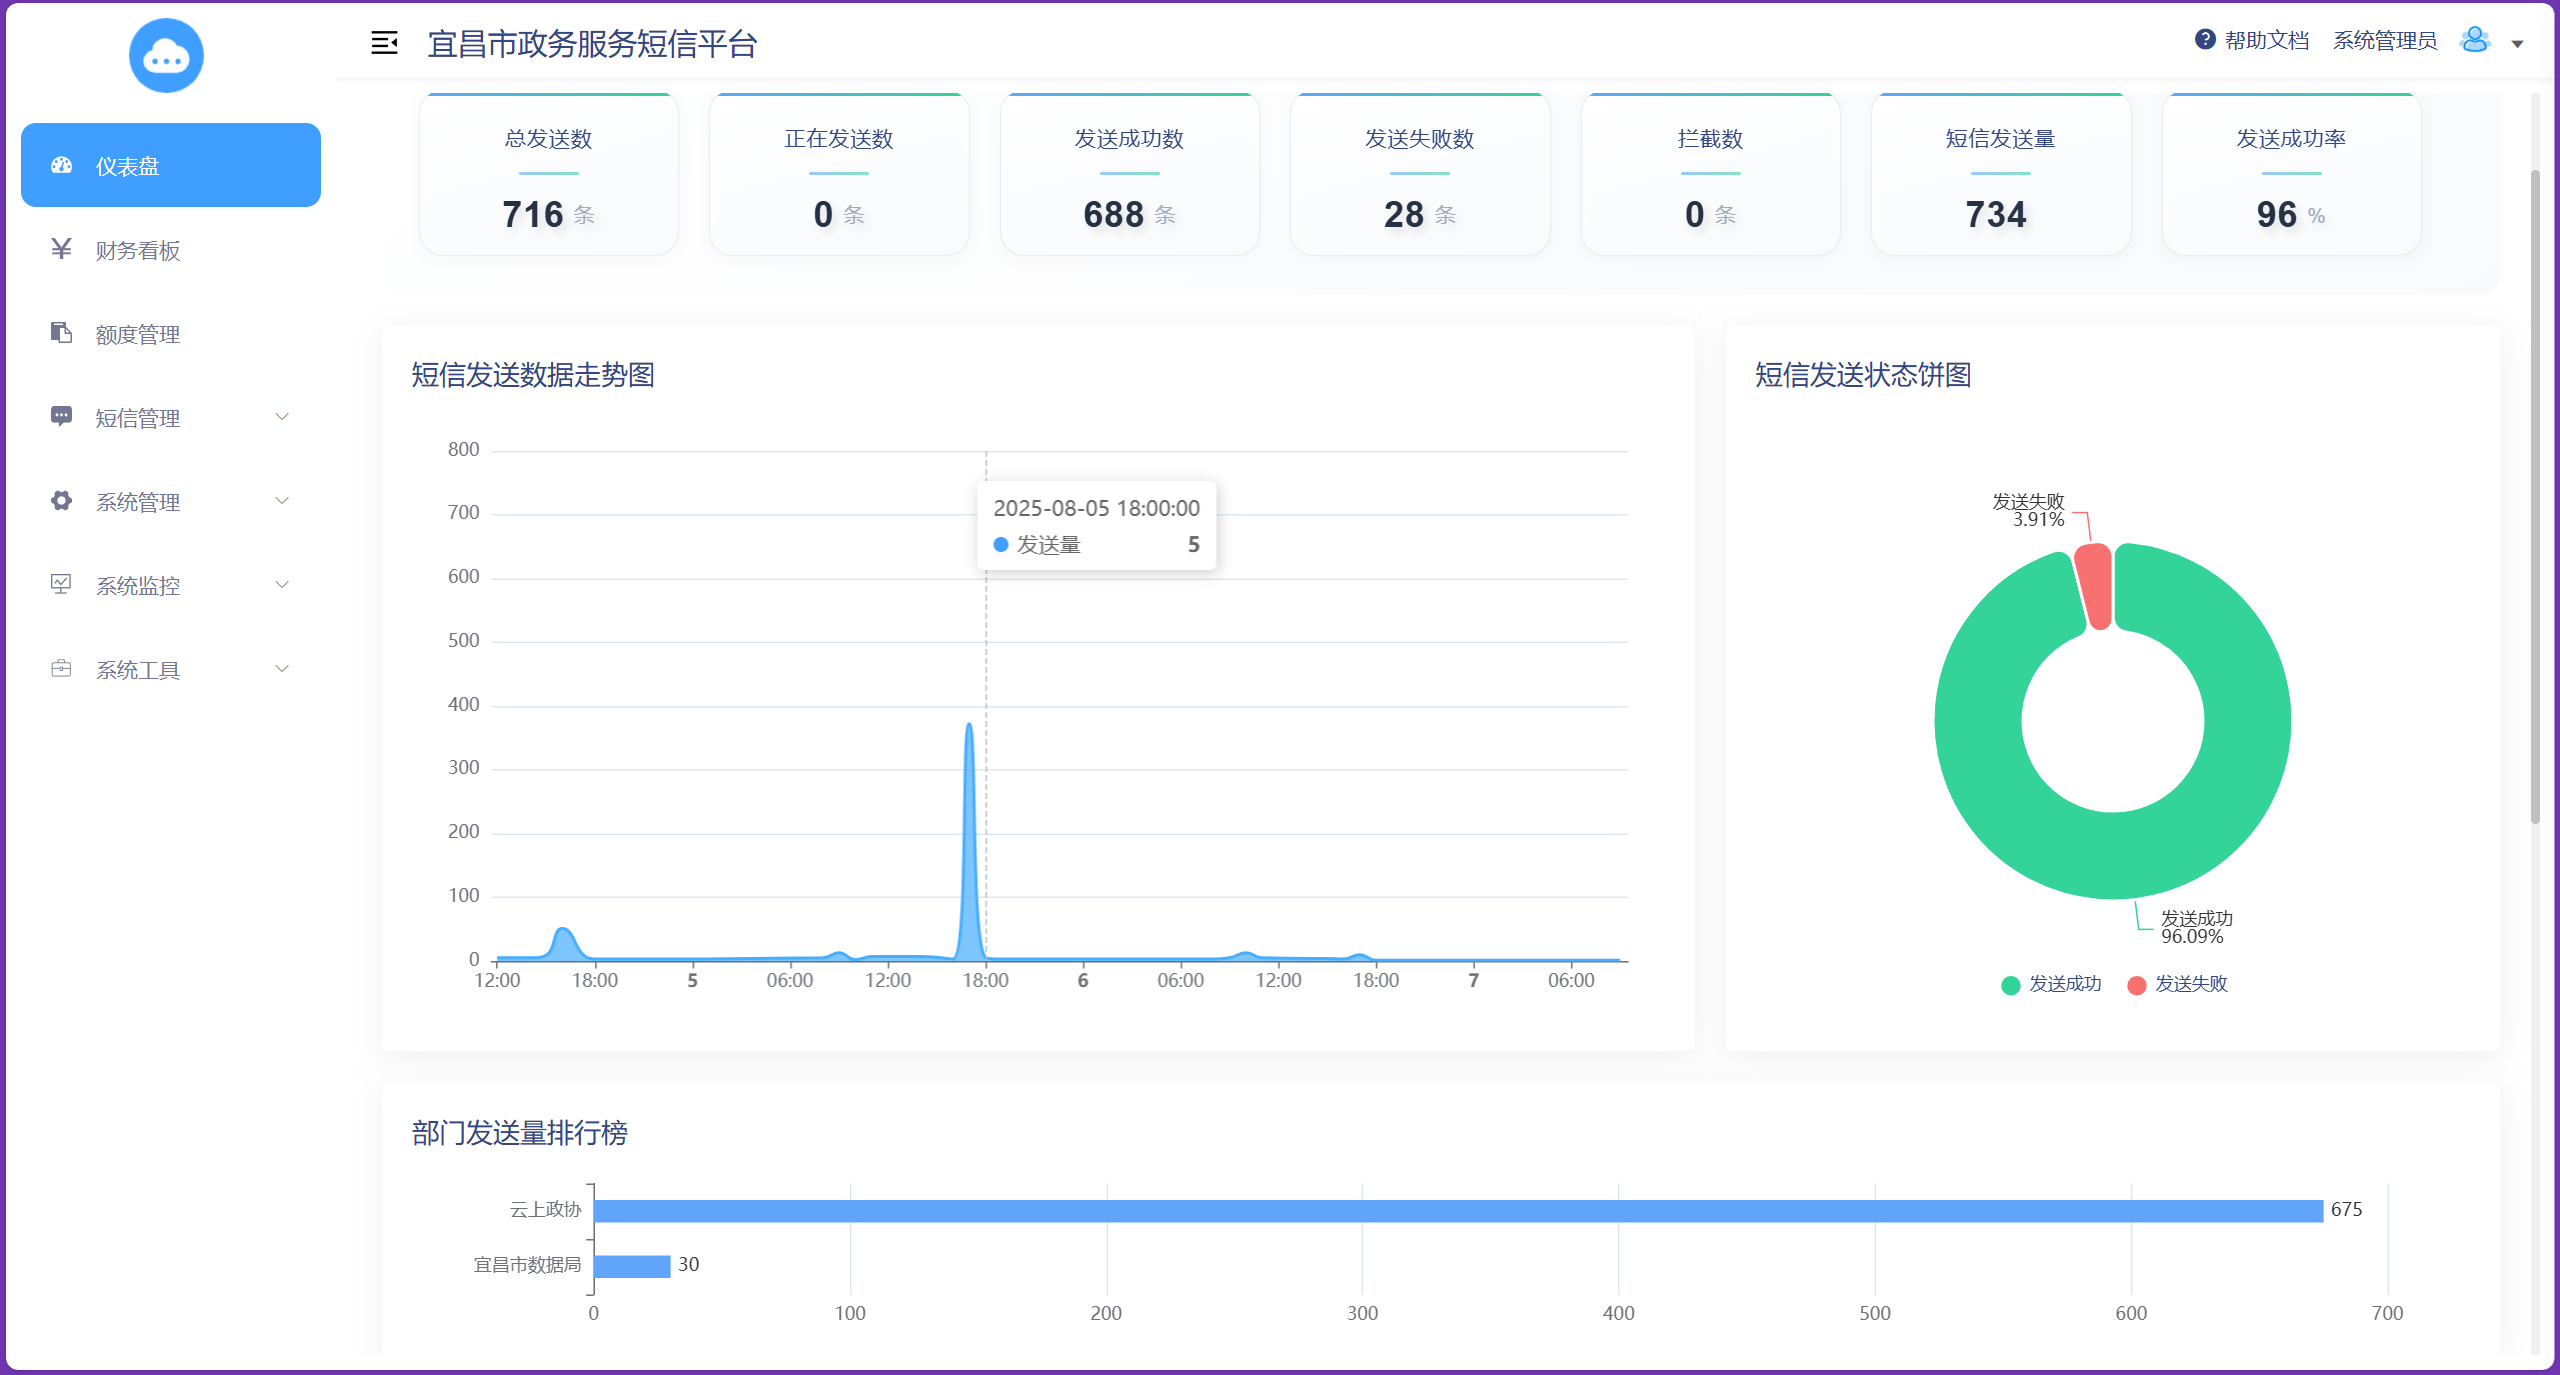 宜昌市政务服务短信平台
帮助文档 系统管理员
仪表盘
财务看板
额度管理
短信管理
系统管理
系统监控
系统工具
总发送数
716 条
正在发送数
0 条
发送成功数
688 条
发送失败数
28 条
拦截数
0 条
短信发送量
734
发送成功率
96 %
短信发送数据走势图
800
700
600
500
400
300
200
100
0
12:00 18:00 5 06:00 12:00 18:00 6 06:00 12:00 18:00 7 06:00
2025-08-05 18:00:00
发送量 5
短信发送状态饼图
发送失败
3.91%
发送成功
96.09%
发送成功 发送失败
部门发送量排行榜
云上政协 675
宜昌市数据局 30
0 100 200 300 400 500 600 700